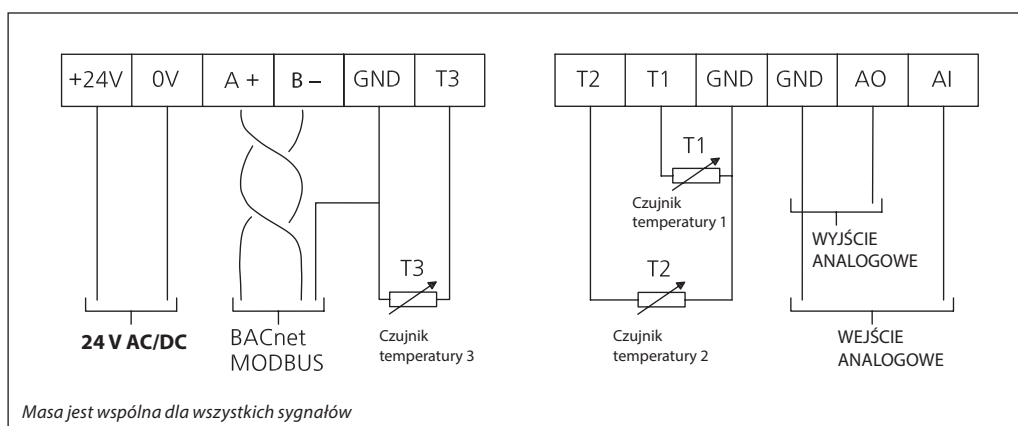 +24V 0V A + B – GND T3
T2 T1 GND GND AO AI
T1
Czujnik
temperatury 1
WYJŚCIE
ANALOGOWE
T3
T2
24 V AC/DC
BACnet
MODBUS
Czujnik
temperatury 3
Czujnik
temperatury 2
WEJŚCIE
ANALOGOWE
Masa jest wspólna dla wszystkich sygnałów